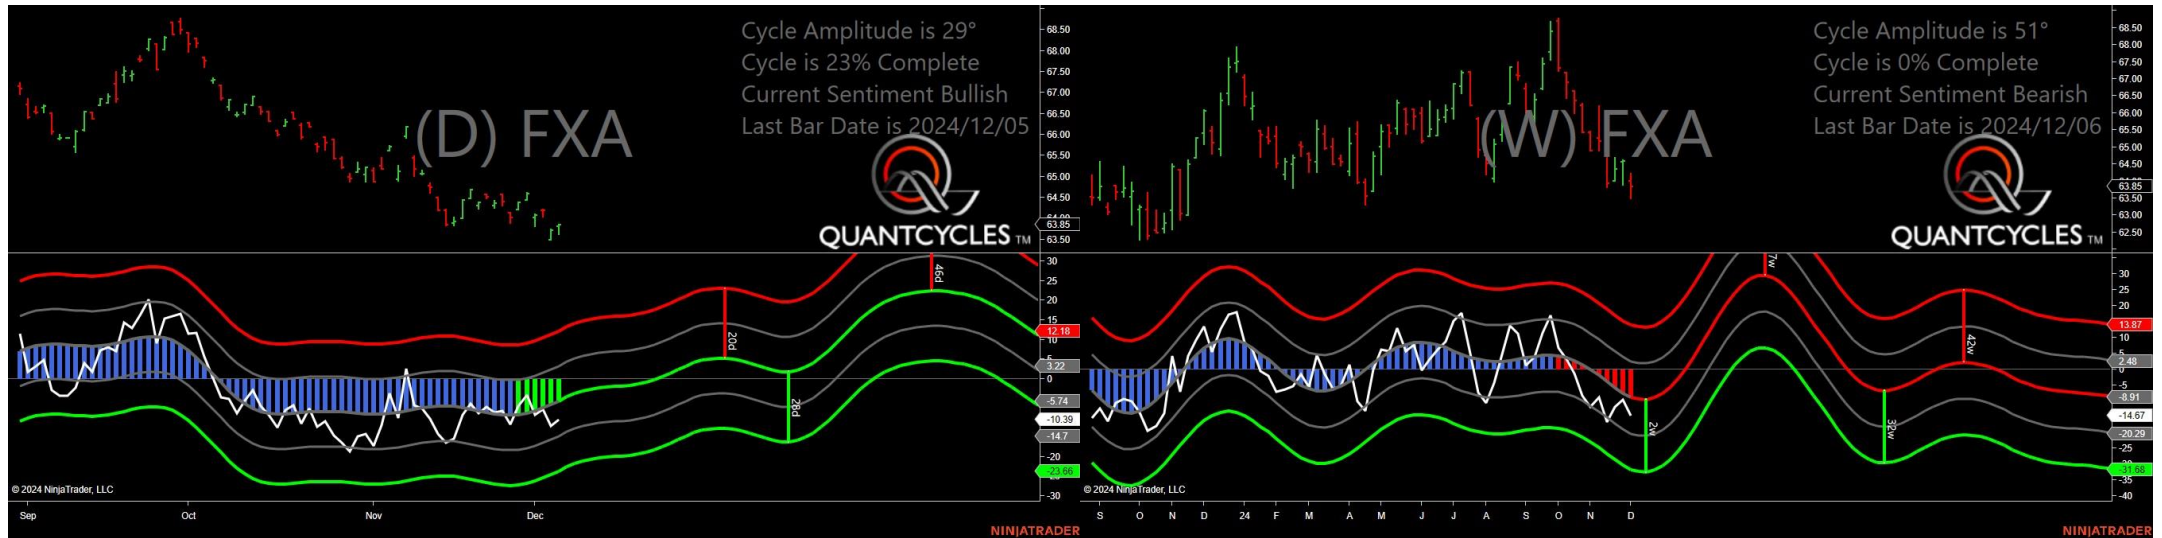 Cycle Amplitude is 29°
Cycle is 23% Complete
Current Sentiment Bullish
Last Bar Date is 2024/12/05
(D) FXA
QUANTCYCLES TM
68.50
68.00
67.50
67.00
66.50
66.00
65.50
65.00
64.50
64.00
63.85
63.50
30
25
20
15
12.18
10
5
3.22
0
-5.74
-10.39
-14.7
-20
-23.66
-30
46d
20d
28d
© 2024 NinjaTrader, LLC
Sep Oct Nov Dec
NINJATRADER
Cycle Amplitude is 51°
Cycle is 0% Complete
Current Sentiment Bearish
Last Bar Date is 2024/12/06
(W) FXA
QUANTCYCLES TM
68.50
68.00
67.50
67.00
66.50
66.00
65.50
65.00
64.50
63.85
63.50
63.00
62.50
30
25
20
13.87
10
5
2.48
0
-5
-8.91
-14.67
-20.29
-25
-31.68
-35
-40
7w
42w
2w
32w
© 2024 NinjaTrader, LLC
S O N D 24 F M A M J J A S O N D
NINJATRADER